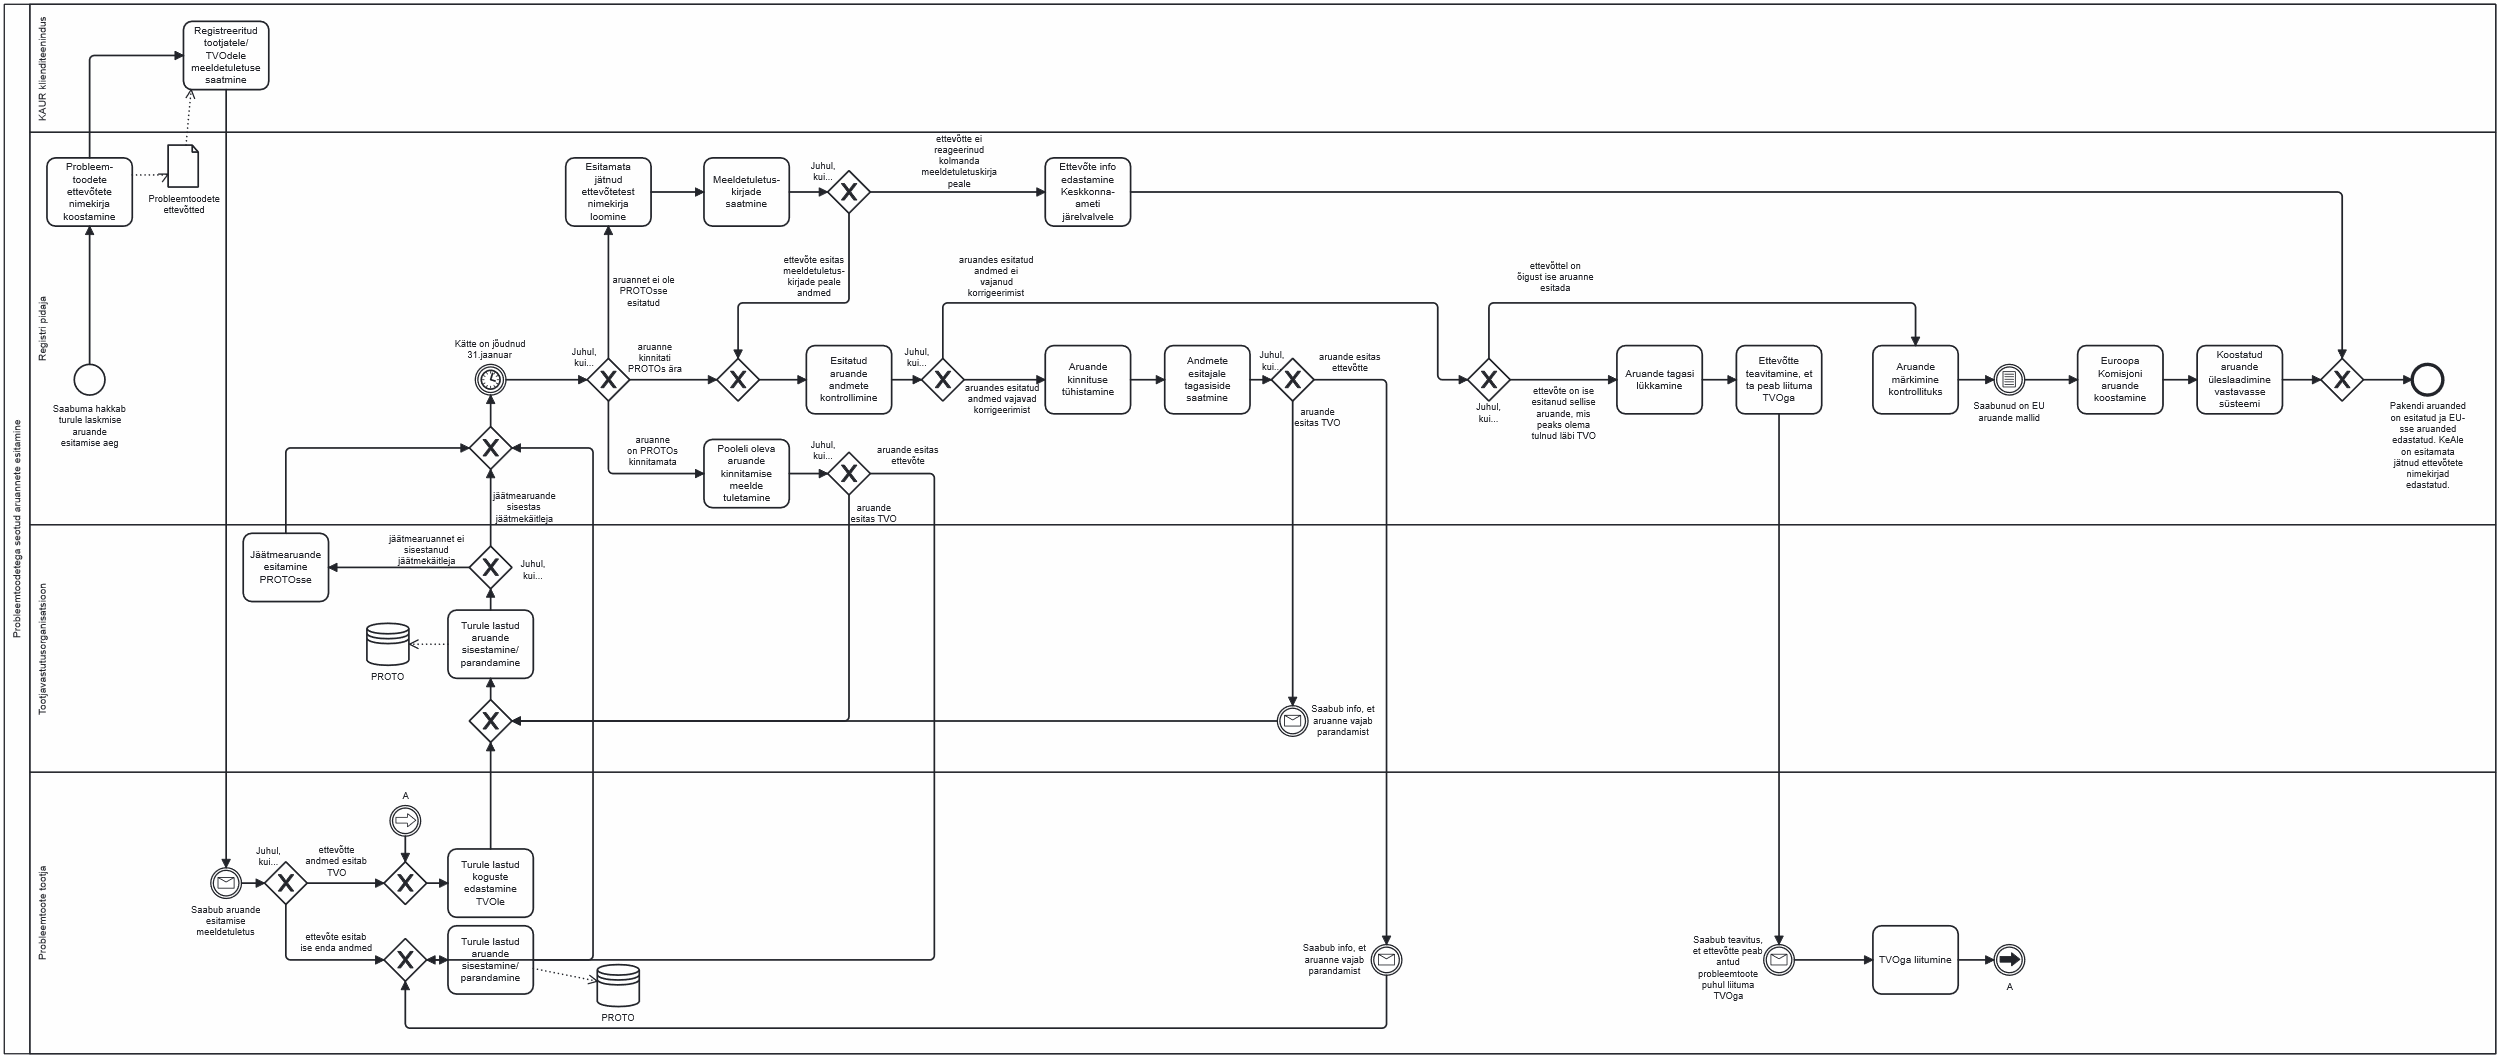 Probleemtoodetega seotud aruannete esitamine
KAUR klienditeenindus
Registreeritud
tootjatele/
TVOdele
meeldetuletuse
saatmine
Registri pidaja
Probleem-
toodete
ettevõtete
nimekirja
koostamine
Probleemtoodete
ettevõtted
Saabuma hakkab
turule laskmise
aruande
esitamise aeg
Kätte on jõudnud
31.jaanuar
Juhul,
kui...
aruannet ei ole
PROTOsse
esitatud
aruanne
kinnitati
PROTOs ära
aruanne
on PROTOs
kinnitamata
Esitamata
jätnud
ettevõtetest
nimekirja
loomine
Meeldetuletus-
kirjade
saatmine
Juhul,
kui...
ettevõtte ei
reageerinud
kolmanda
meeldetuletuskirja
peale
ettevõte esitas
meeldetuletus-
kirjade peale
andmed
Ettevõte info
edastamine
Keskkonna-
ameti
järelvalvele
Esitatud
aruande
andmete
kontrollimine
Juhul,
kui...
aruandes esitatud
andmed ei
vajanud
korrigeerimist
aruandes esitatud
andmed vajavad
korrigeerimist
Aruande
kinnituse
tühistamine
Andmete
esitajale
tagasiside
saatmine
Juhul,
kui...
aruande esitas
ettevõtte
aruande
esitas TVO
Pooleli oleva
aruande
kinnitamise
meelde
tuletamine
Juhul,
kui...
aruande esitas
ettevõte
aruande
esitas TVO
Juhul,
kui...
ettevõttel on
õigust ise aruanne
esitada
ettevõte on ise
esitanud sellise
aruande, mis
peaks olema
tulnud läbi TVO
Aruande tagasi
lükkamine
Ettevõtte
teavitamine, et
ta peab liituma
TVOga
Aruande
märkimine
kontrollituks
Saabunud on EU
aruande mallid
Euroopa
Komisjoni
aruande
koostamine
Koostatud
aruande
üleslaadimine
vastavasse
süsteemi
Pakendi aruanded
on esitatud ja EU-
sse aruanded
edastatud. KeAle
on esitamata
jätnud ettevõtete
nimekirjad
edastatud.
Tootjavastutusorganisatsioon
jäätmearuande
sisestas
jäätmekäitleja
Jäätmearuande
esitamine
PROTOsse
jäätmearuannet ei
sisestanud
jäätmekäitleja
Juhul,
kui...
Turule lastud
aruande
sisestamine/
parandamine
PROTO
Saabub info, et
aruanne vajab
parandamist
Probleemtoote tootja
A
Saabub aruande
esitamise
meeldetuletus
Juhul,
kui...
ettevõtte
andmed esitab
TVO
ettevõte esitab
ise enda andmed
Turule lastud
koguste
edastamine
TVOle
Turule lastud
aruande
sisestamine/
parandamine
PROTO
Saabub info, et
aruanne vajab
parandamist
Saabub teavitus,
et ettevõtte peab
antud
probleemtoote
puhul liituma
TVOga
TVOga liitumine
A